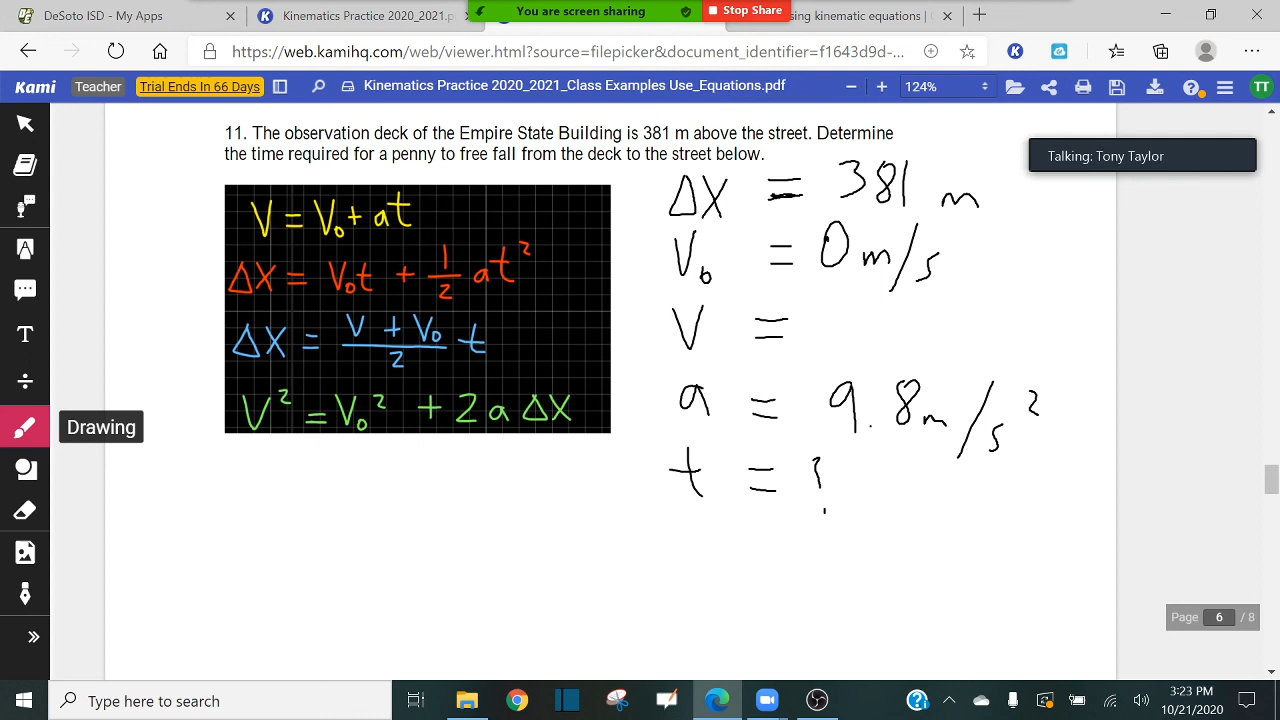 DeSoto ISD - My Apps
Kinematics Practice 2020_2021.p
You are screen sharing
Stop Share
sing kinematic equations |
https://web.kamihq.com/web/viewer.html?source=filepicker&document_identifier=f1643d9d-...
Kami
Teacher
Trial Ends In 66 Days
Kinematics Practice 2020_2021_Class Examples Use_Equations.pdf
124%
TT
11. The observation deck of the Empire State Building is 381 m above the street. Determine
the time required for a penny to free fall from the deck to the street below.
Talking: Tony Taylor
V = V₀ + at
ΔX = V₀t + 1/2 at²
ΔX = V + V₀/2 t
V² = V₀² + 2a ΔX
ΔX = 381 m
V₀ = 0 m/s
V =
a = 9.8 m/s²
t = ?
Drawing
Page 6 / 8
Type here to search
3:23 PM
10/21/2020